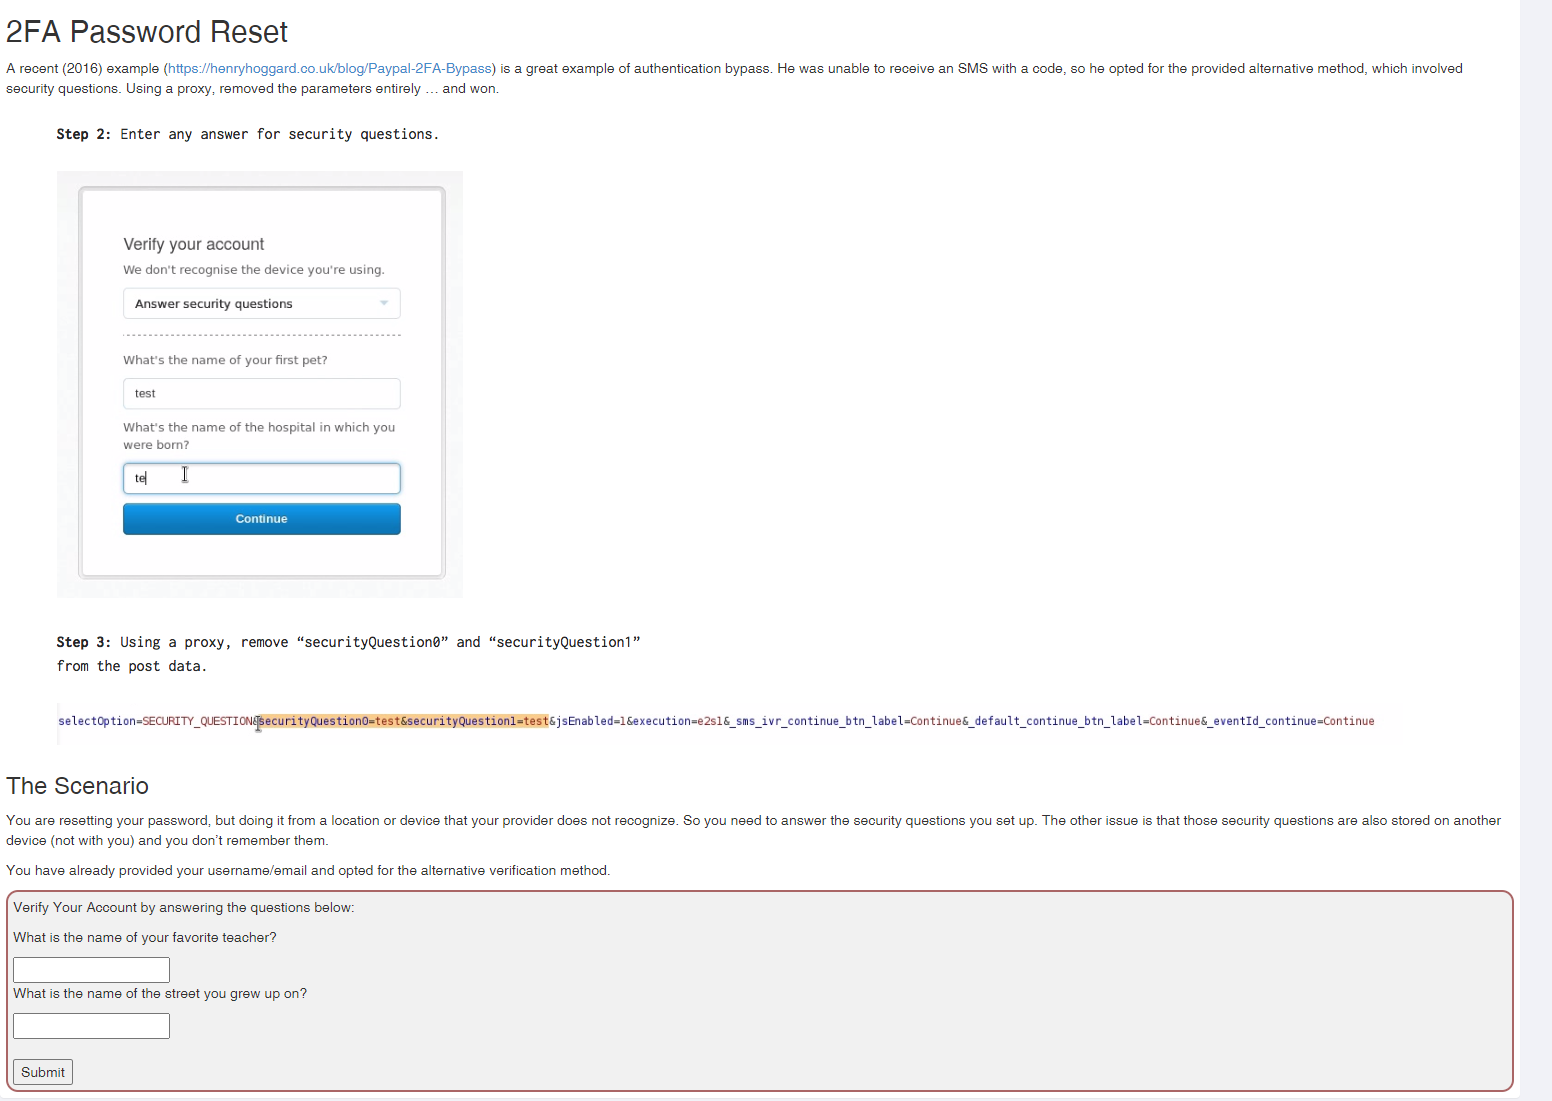 2FA Password Reset
A recent (2016) example (https://henryhoggard.co.uk/blog/Paypal-2FA-Bypass) is a great example of authentication bypass. He was unable to receive an SMS with a code, so he opted for the provided alternative method, which involved
security questions. Using a proxy, removed the parameters entirely … and won.
Step 2: Enter any answer for security questions.
Verify your account
We don't recognise the device you're using.
Answer security questions
What's the name of your first pet?
test
What's the name of the hospital in which you
were born?
te
Continue
Step 3: Using a proxy, remove “securityQuestion0” and “securityQuestion1”
from the post data.
selectOption=SECURITY_QUESTION&securityQuestion0=test&securityQuestion1=test&jsEnabled=1&execution=e2s1&_sms_ivr_continue_btn_label=Continue&_default_continue_btn_label=Continue&_eventId_continue=Continue
The Scenario
You are resetting your password, but doing it from a location or device that your provider does not recognize. So you need to answer the security questions you set up. The other issue is that those security questions are also stored on another
device (not with you) and you don’t remember them.
You have already provided your username/email and opted for the alternative verification method.
Verify Your Account by answering the questions below:
What is the name of your favorite teacher?
What is the name of the street you grew up on?
Submit